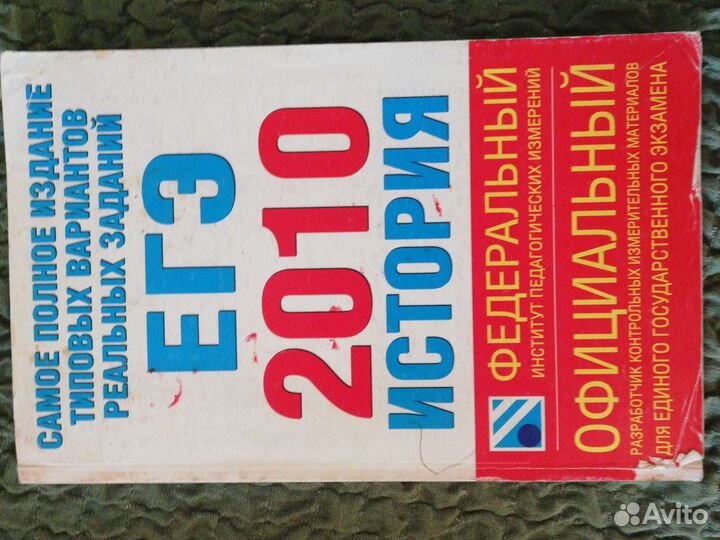 САМОЕ ПОЛНОЕ ИЗДАНИЕ
ТИПОВЫХ ВАРИАНТОВ
РЕАЛЬНЫХ ЗАДАНИЙ
ЕГЭ
2010
ИСТОРИЯ
ФЕДЕРАЛЬНЫЙ
ИНСТИТУТ ПЕДАГОГИЧЕСКИХ ИЗМЕРЕНИЙ
ОФИЦИАЛЬНЫЙ
РАЗРАБОТЧИК КОНТРОЛЬНЫХ ИЗМЕРИТЕЛЬНЫХ МАТЕРИАЛОВ
ДЛЯ ЕДИНОГО ГОСУДАРСТВЕННОГО ЭКЗАМЕНА
Avito